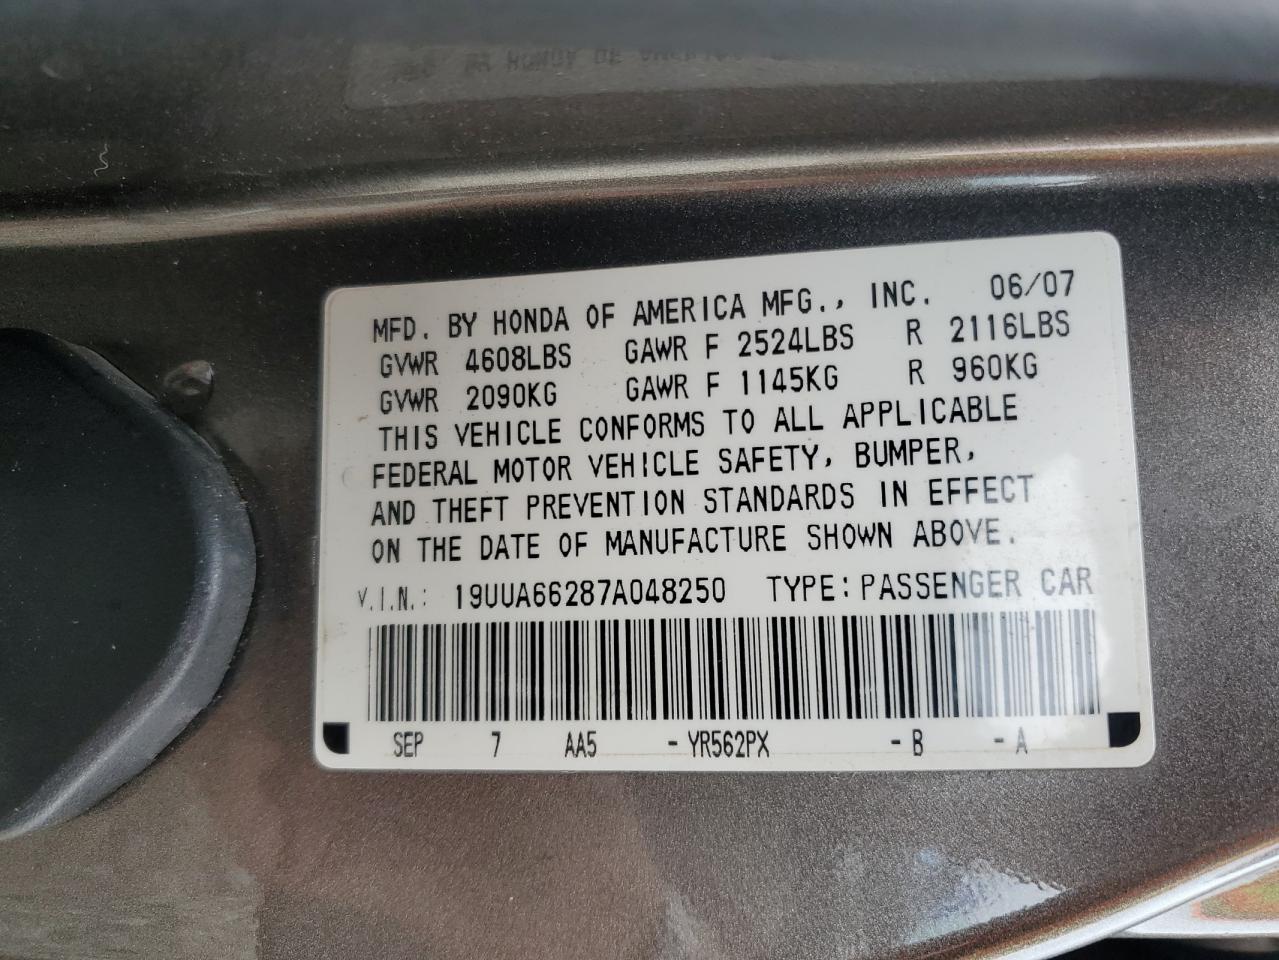 MFD. BY HONDA OF AMERICA MFG., INC. 06/07
GVWR 4608LBS GAWR F 2524LBS R 2116LBS
GVWR 2090KG GAWR F 1145KG R 960KG
THIS VEHICLE CONFORMS TO ALL APPLICABLE
FEDERAL MOTOR VEHICLE SAFETY, BUMPER,
AND THEFT PREVENTION STANDARDS IN EFFECT
ON THE DATE OF MANUFACTURE SHOWN ABOVE.
V.I.N.: 19UUA66287A048250 TYPE: PASSENGER CAR
SEP 7 AA5 - YR562PX - B - A